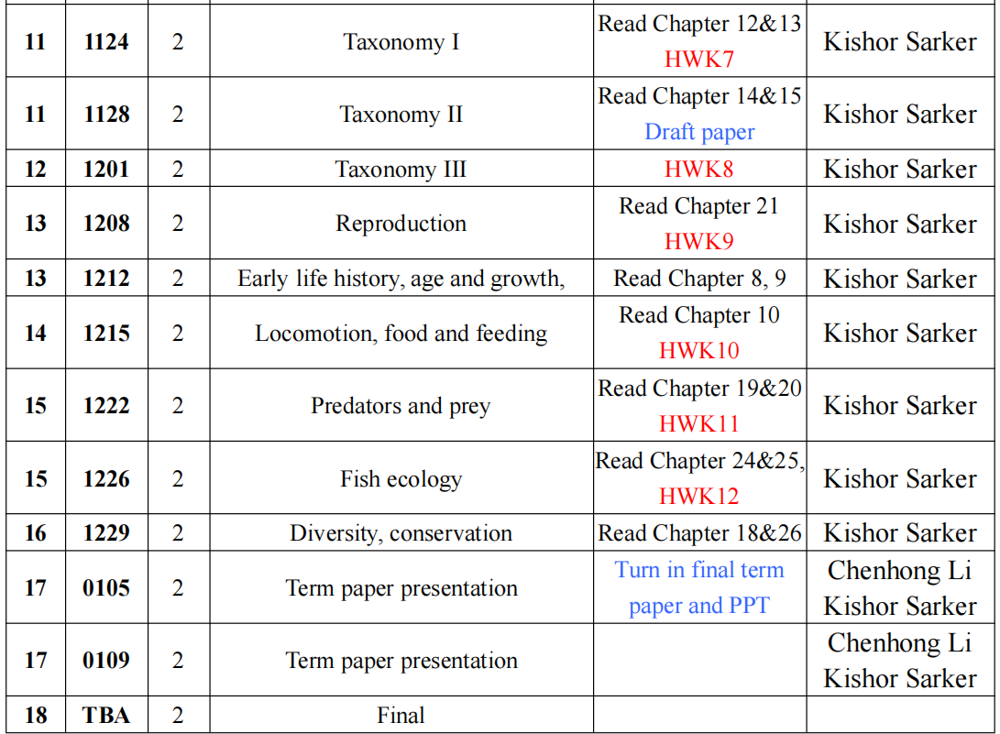 11 1124 2 Taxonomy I Read Chapter 12&13 Kishor Sarker
HWK7
11 1128 2 Taxonomy II Read Chapter 14&15 Kishor Sarker
Draft paper
12 1201 2 Taxonomy III HWK8 Kishor Sarker
13 1208 2 Reproduction Read Chapter 21 Kishor Sarker
HWK9
13 1212 2 Early life history, age and growth, Read Chapter 8, 9 Kishor Sarker
14 1215 2 Locomotion, food and feeding Read Chapter 10 Kishor Sarker
HWK10
15 1222 2 Predators and prey Read Chapter 19&20 Kishor Sarker
HWK11
15 1226 2 Fish ecology Read Chapter 24&25, Kishor Sarker
HWK12
16 1229 2 Diversity, conservation Read Chapter 18&26 Kishor Sarker
17 0105 2 Term paper presentation Turn in final term Chenhong Li
paper and PPT Kishor Sarker
17 0109 2 Term paper presentation Chenhong Li
Kishor Sarker
18 TBA 2 Final